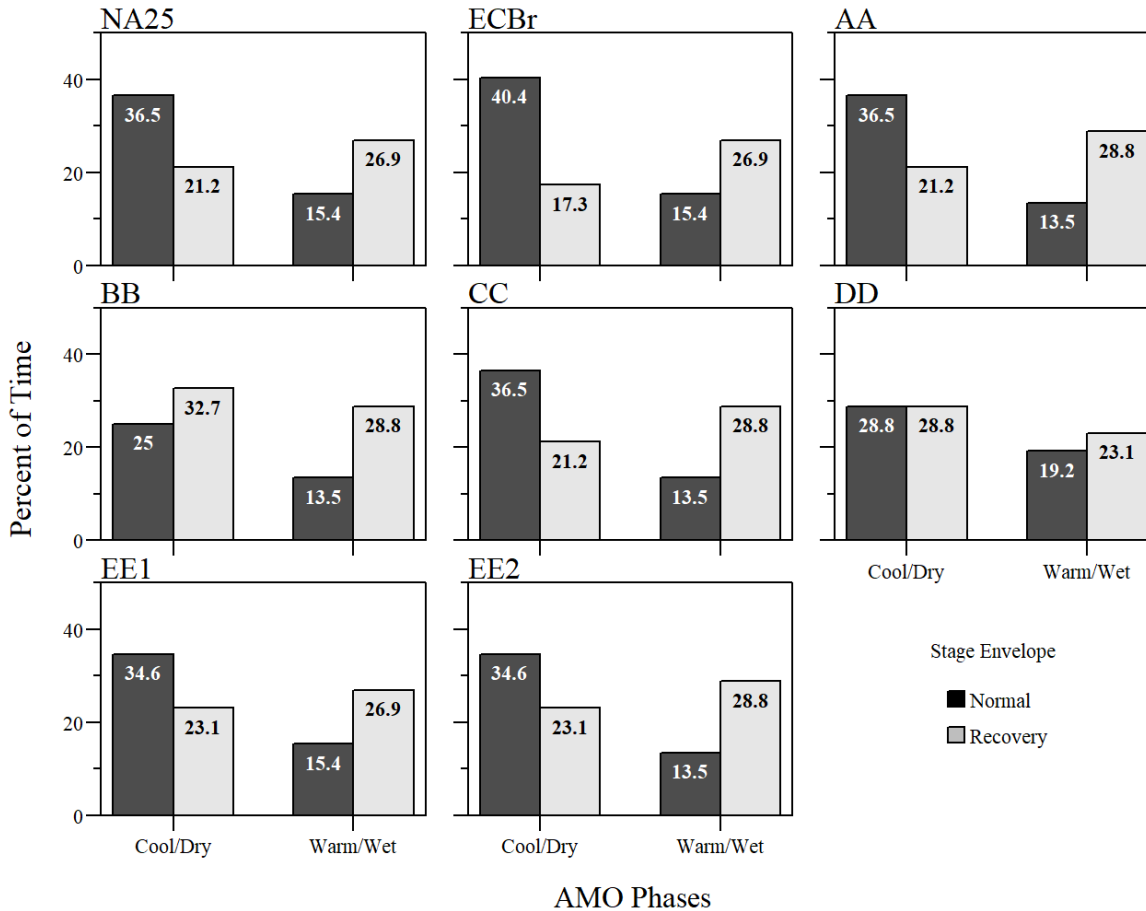 NA25 ECBr AA
40
20
0
36.5 21.2 15.4 26.9
40.4 17.3 15.4 26.9
36.5 21.2 13.5 28.8
BB CC DD
40
20
0
25 32.7 13.5 28.8
36.5 21.2 13.5 28.8
28.8 28.8 19.2 23.1
Cool/Dry Warm/Wet
EE1 EE2
40
20
0
34.6 23.1 15.4 26.9
34.6 23.1 13.5 28.8
Cool/Dry Warm/Wet Cool/Dry Warm/Wet
Stage Envelope
Normal
Recovery
Percent of Time
AMO Phases